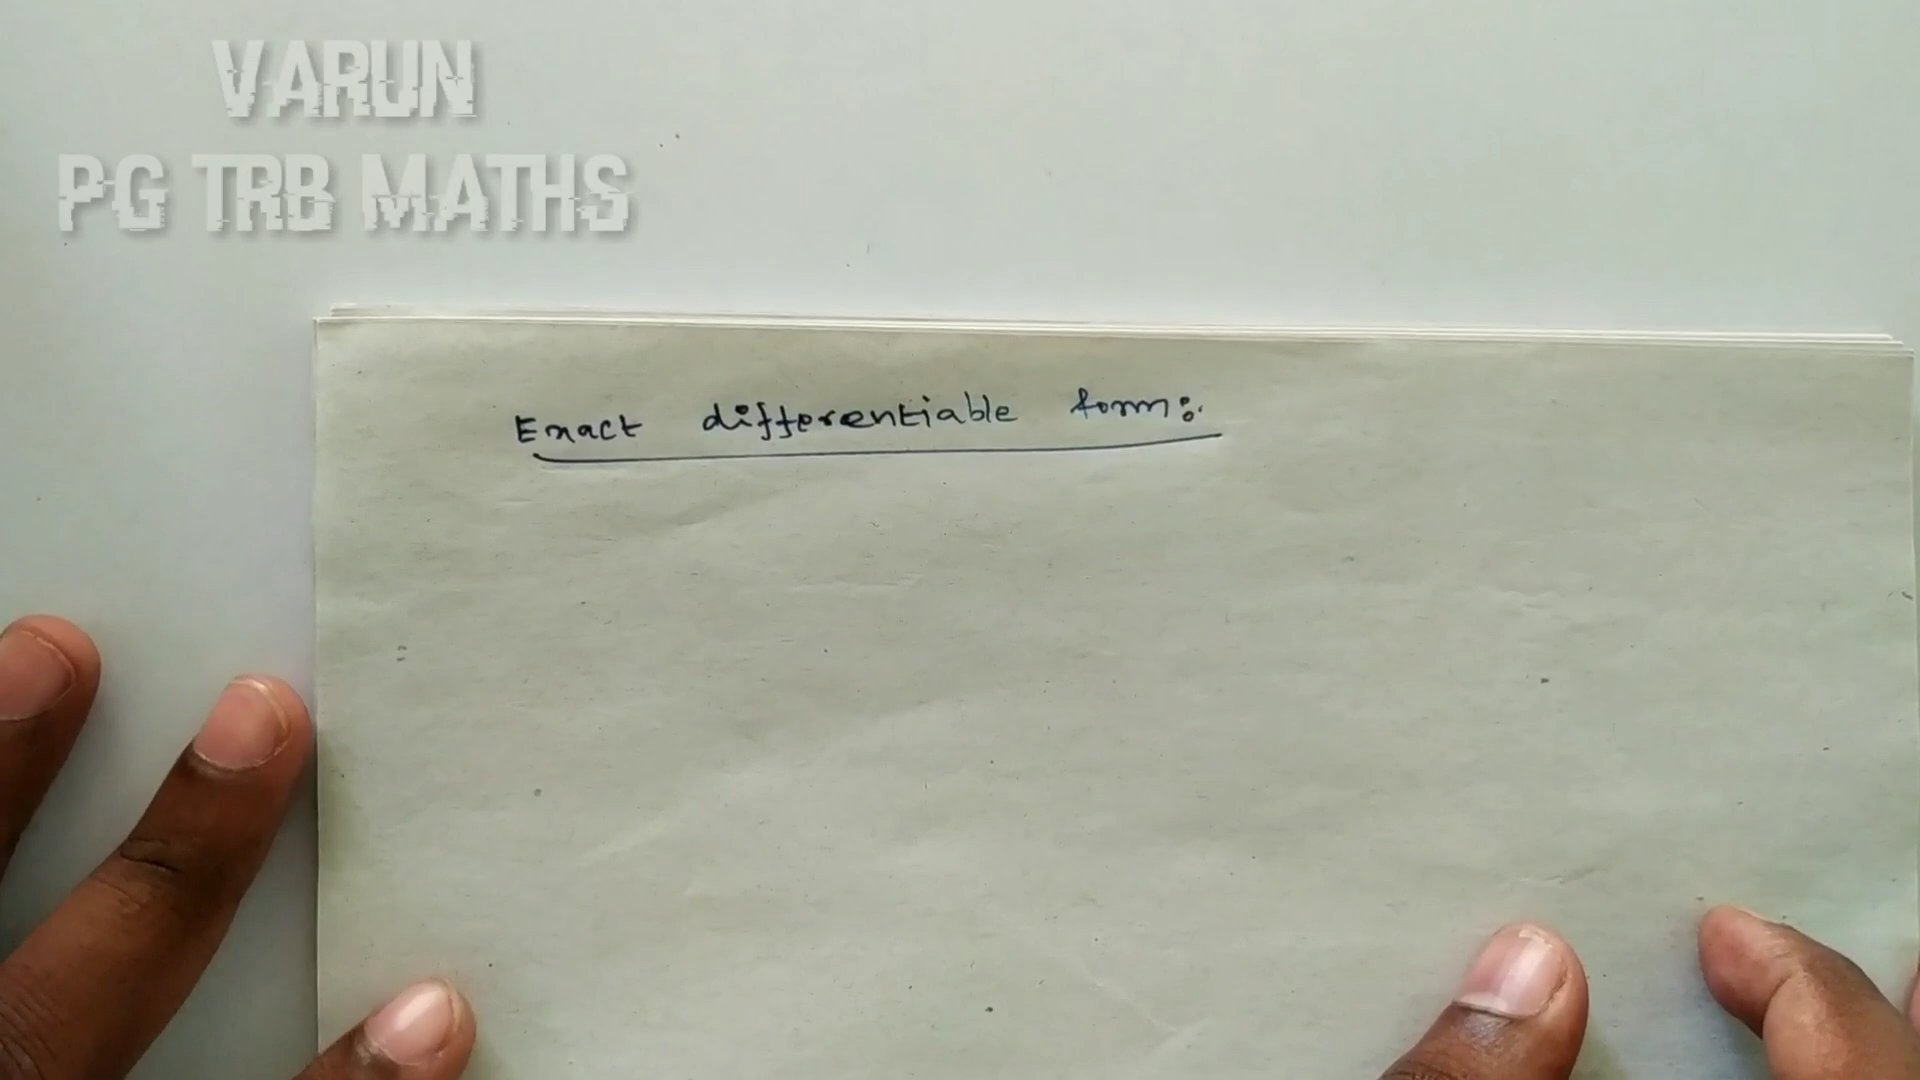 VARUN
PG TRB MATHS
Exact differentiable form: